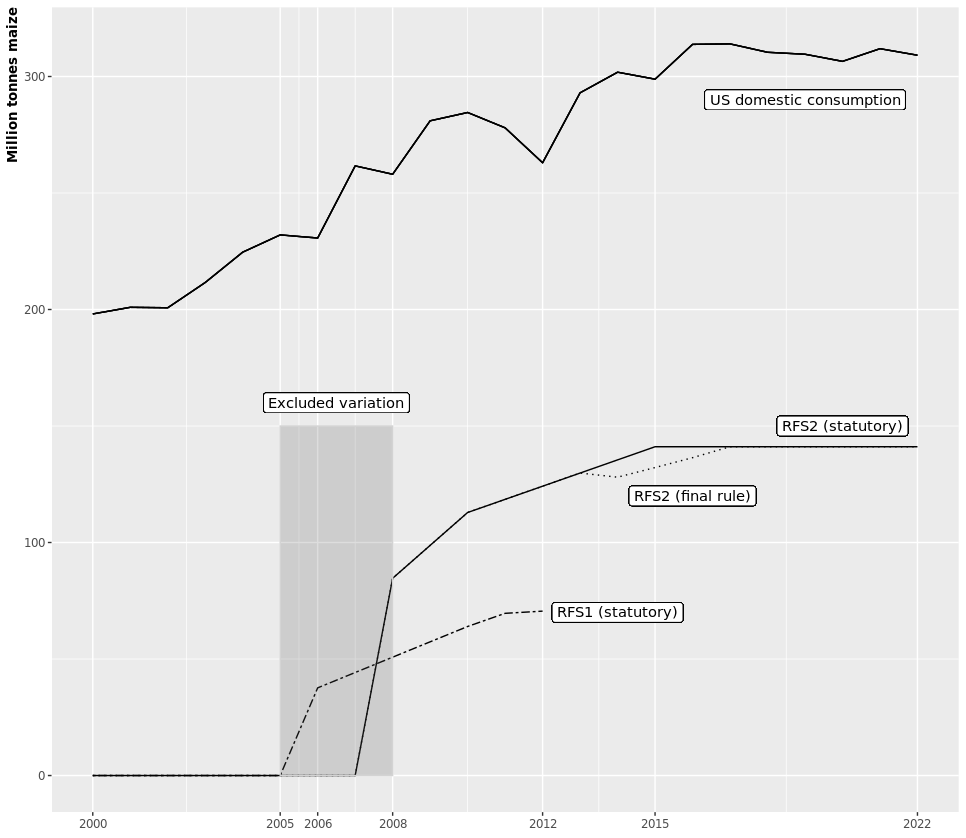 Million tonnes maize
300
US domestic consumption
200
Excluded variation
RFS2 (statutory)
RFS2 (final rule)
100
RFS1 (statutory)
0
2000 2005 2006 2008 2012 2015 2022